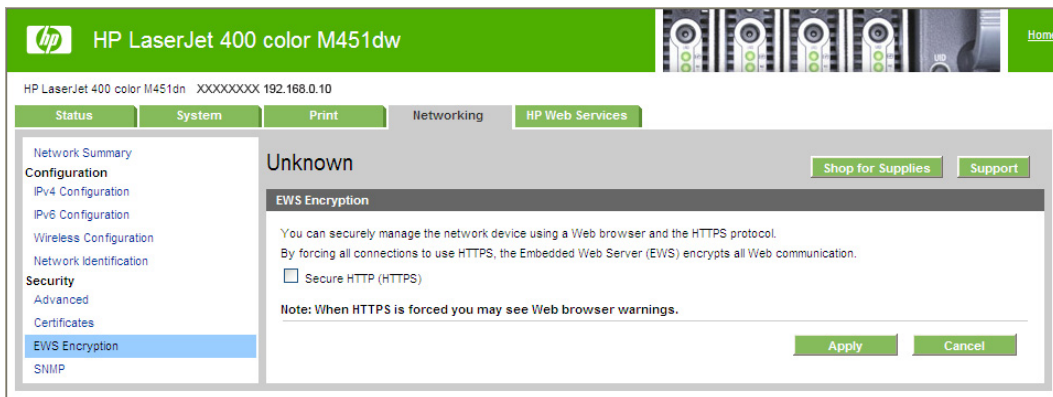 hp
HP LaserJet 400 color M451dw
UID
Home
HP LaserJet 400 color M451dn XXXXXXXX 192.168.0.10
Status System Print Networking HP Web Services
Network Summary
Configuration
IPv4 Configuration
IPv6 Configuration
Wireless Configuration
Network Identification
Security
Advanced
Certificates
EWS Encryption
SNMP
Unknown
Shop for Supplies Support
EWS Encryption
You can securely manage the network device using a Web browser and the HTTPS protocol.
By forcing all connections to use HTTPS, the Embedded Web Server (EWS) encrypts all Web communication.
Secure HTTP (HTTPS)
Note: When HTTPS is forced you may see Web browser warnings.
Apply Cancel